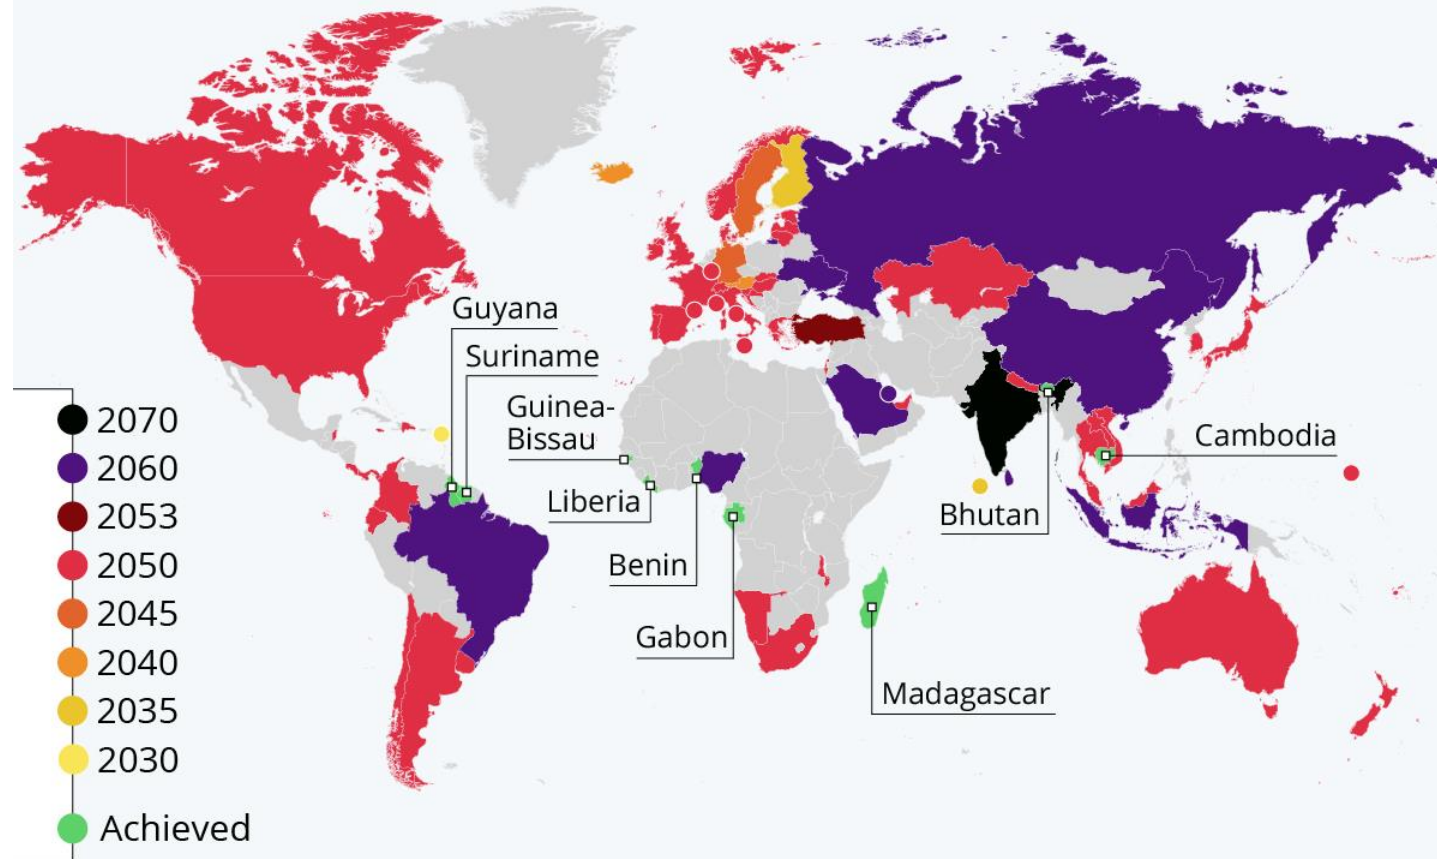 Guyana
Suriname
Guinea-
Bissau
Liberia
Benin
Gabon
Madagascar
Bhutan
Cambodia
2070
2060
2053
2050
2045
2040
2035
2030
Achieved